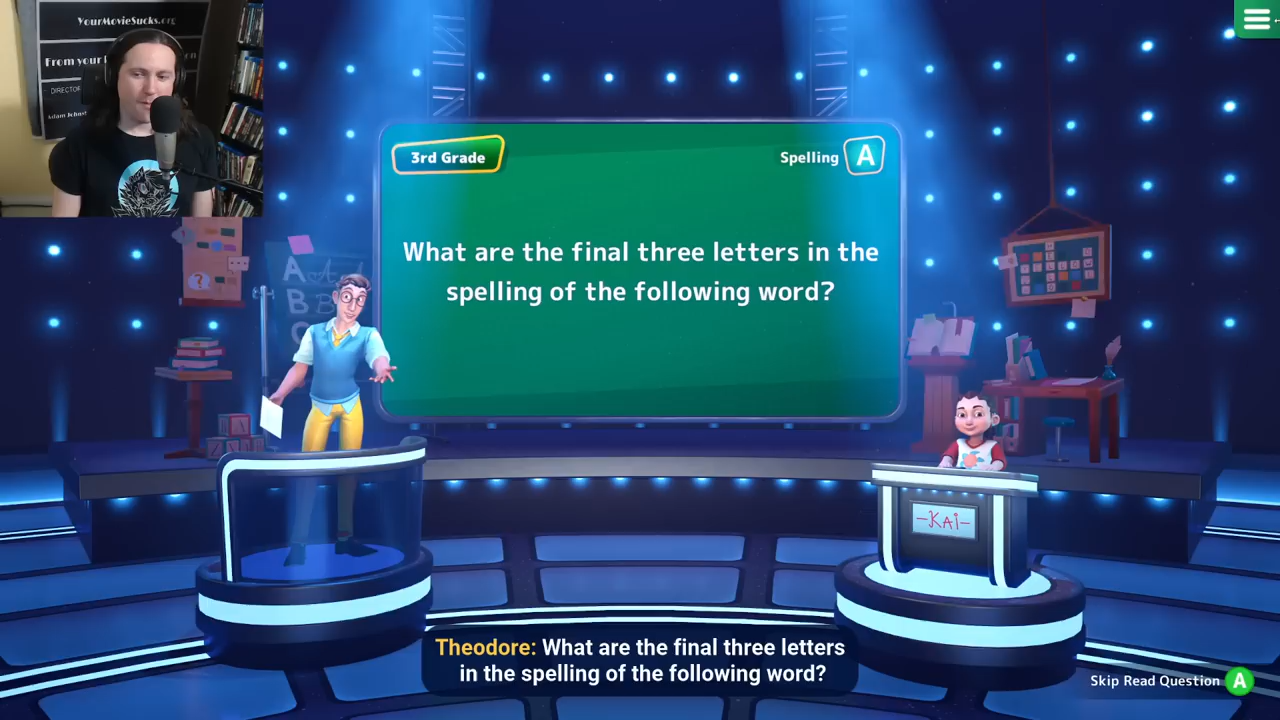 YourMovieSucks.org
From your
DIRECTOR
Adam Johnst
3rd Grade
Spelling A
What are the final three letters in the
spelling of the following word?
A
B
C
-KAI-
Theodore: What are the final three letters
in the spelling of the following word?
Skip Read Question A